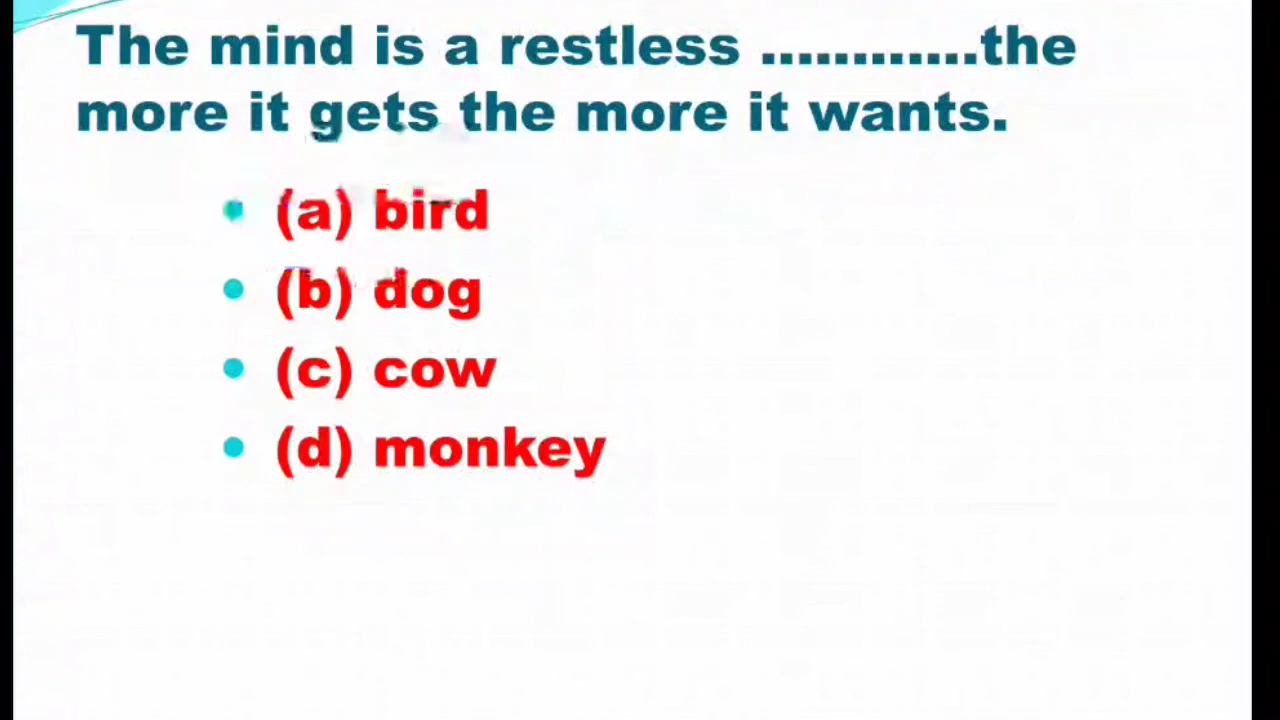 The mind is a restless ............the
more it gets the more it wants.
(a) bird
(b) dog
(c) cow
(d) monkey